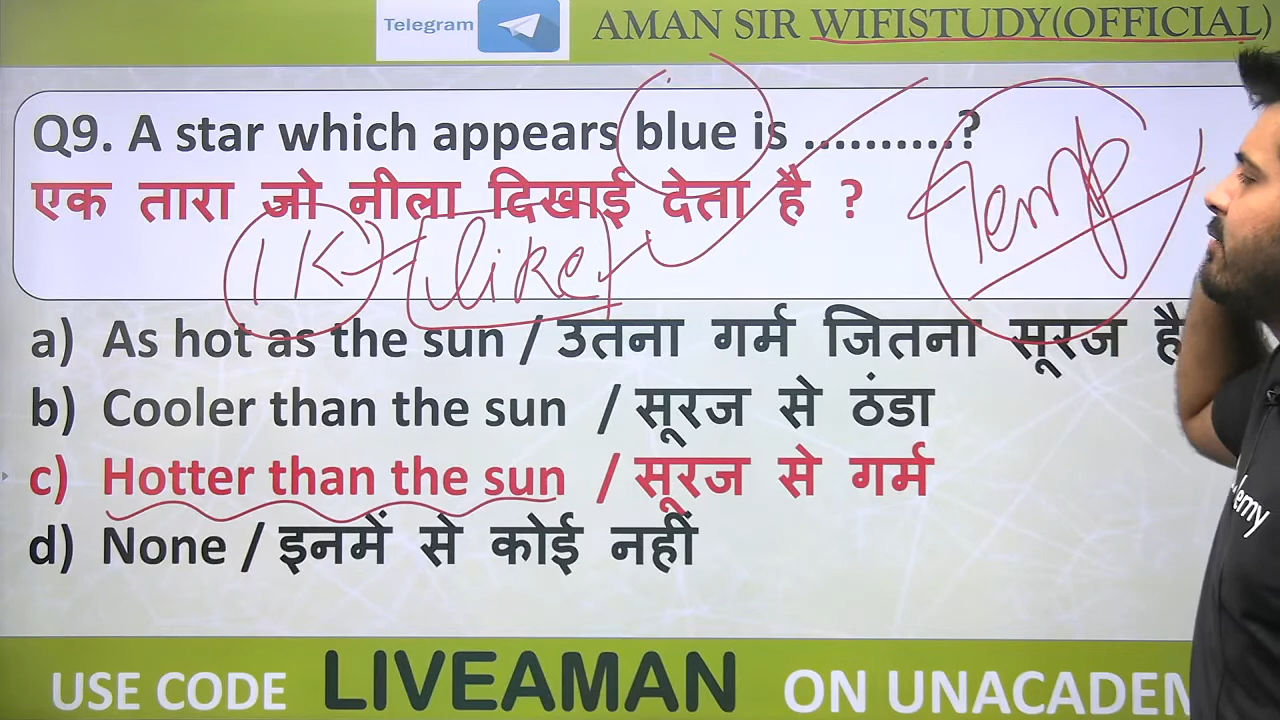 Telegram
AMAN SIR WIFISTUDY(OFFICIAL)
Q9. A star which appears blue is ..........?
एक तारा जो नीला दिखाई देता है ?
1K like
Temp
a) As hot as the sun / उतना गर्म जितना सूरज है
b) Cooler than the sun / सूरज से ठंडा
c) Hotter than the sun / सूरज से गर्म
d) None / इनमें से कोई नहीं
demy
USE CODE LIVEAMAN ON UNACADEM